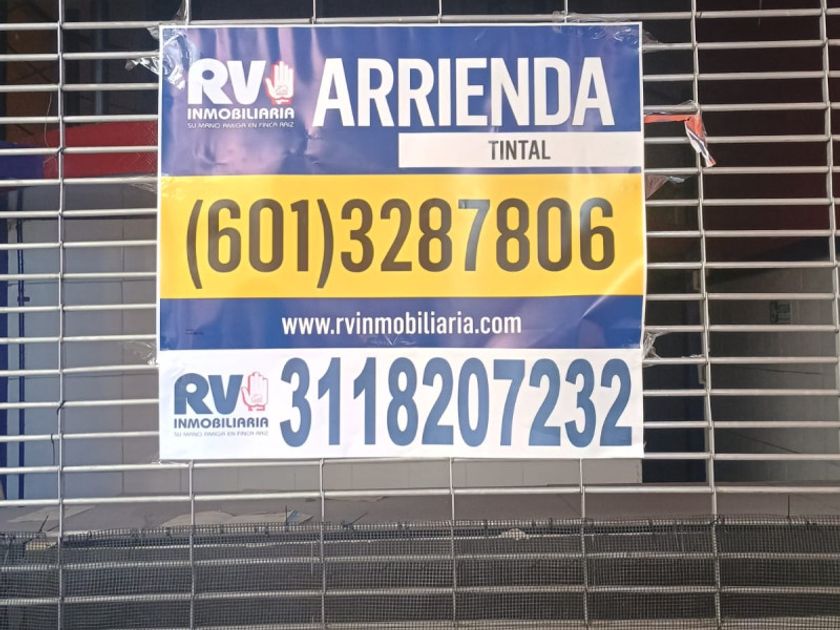 RV
INMOBILIARIA
SU MANO AMIGA EN FINCA RAIZ
ARRIENDA
TINTAL
(601)3287806
www.rvinmobiliaria.com
RV
INMOBILIARIA
SU MANO AMIGA EN FINCA RAIZ
3118207232